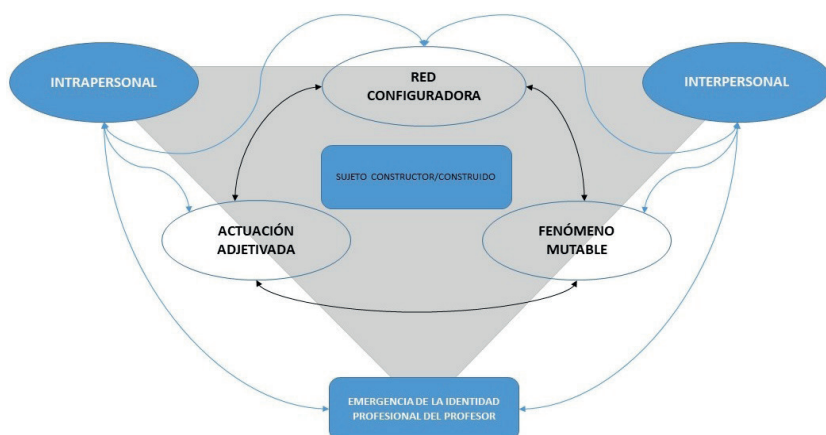 RED
CONFIGURADORA
INTRAPERSONAL
INTERPERSONAL
SUJETO CONSTRUCTOR/CONSTRUIDO
ACTUACIÓN
ADJETIVADA
FENÓMENO
MUTABLE
EMERGENCIA DE LA IDENTIDAD
PROFESIONAL DEL PROFESOR